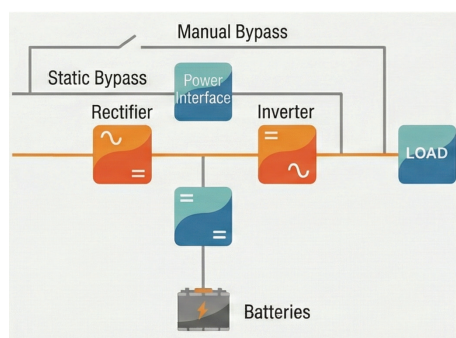 Manual Bypass
Static Bypass
Power
Interface
Rectifier
Inverter
LOAD
Batteries